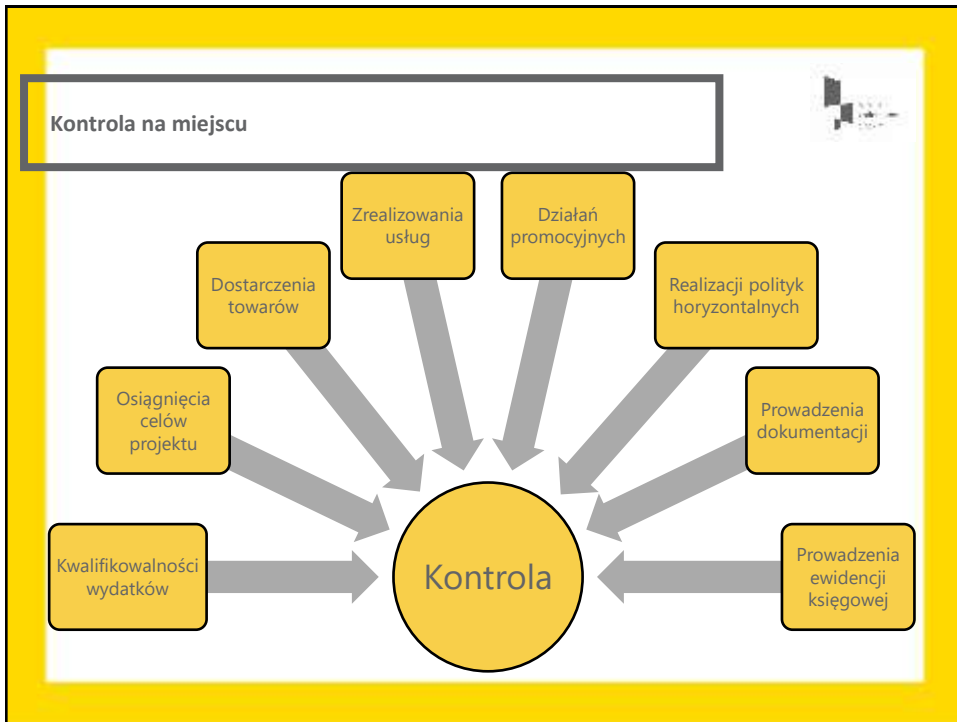 Kontrola na miejscu
Zrealizowania
usług
Działań
promocyjnych
Dostarczenia
towarów
Realizacji polityk
horyzontalnych
Osiągnięcia
celów
projektu
Prowadzenia
dokumentacji
Kwalifikowalności
wydatków
Kontrola
Prowadzenia
ewidencji
księgowej